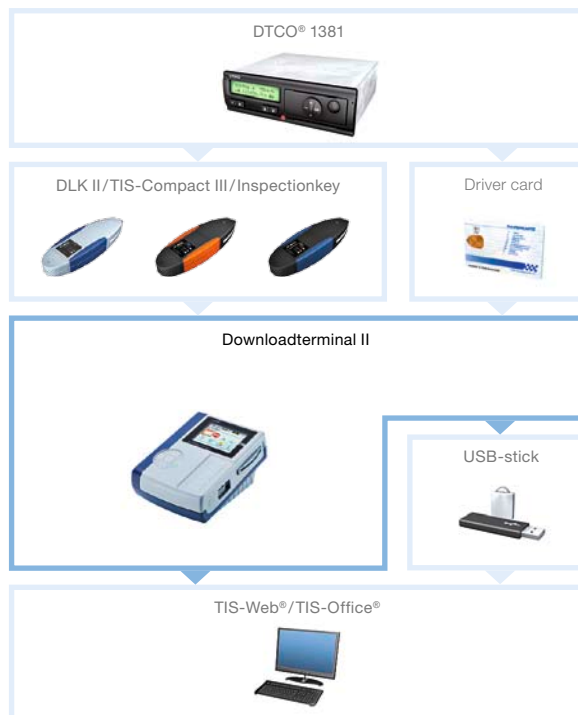 DTCO® 1381
DLK II/TIS-Compact III/Inspectionkey
Driver card
Downloadterminal II
USB-stick
TIS-Web®/TIS-Office®